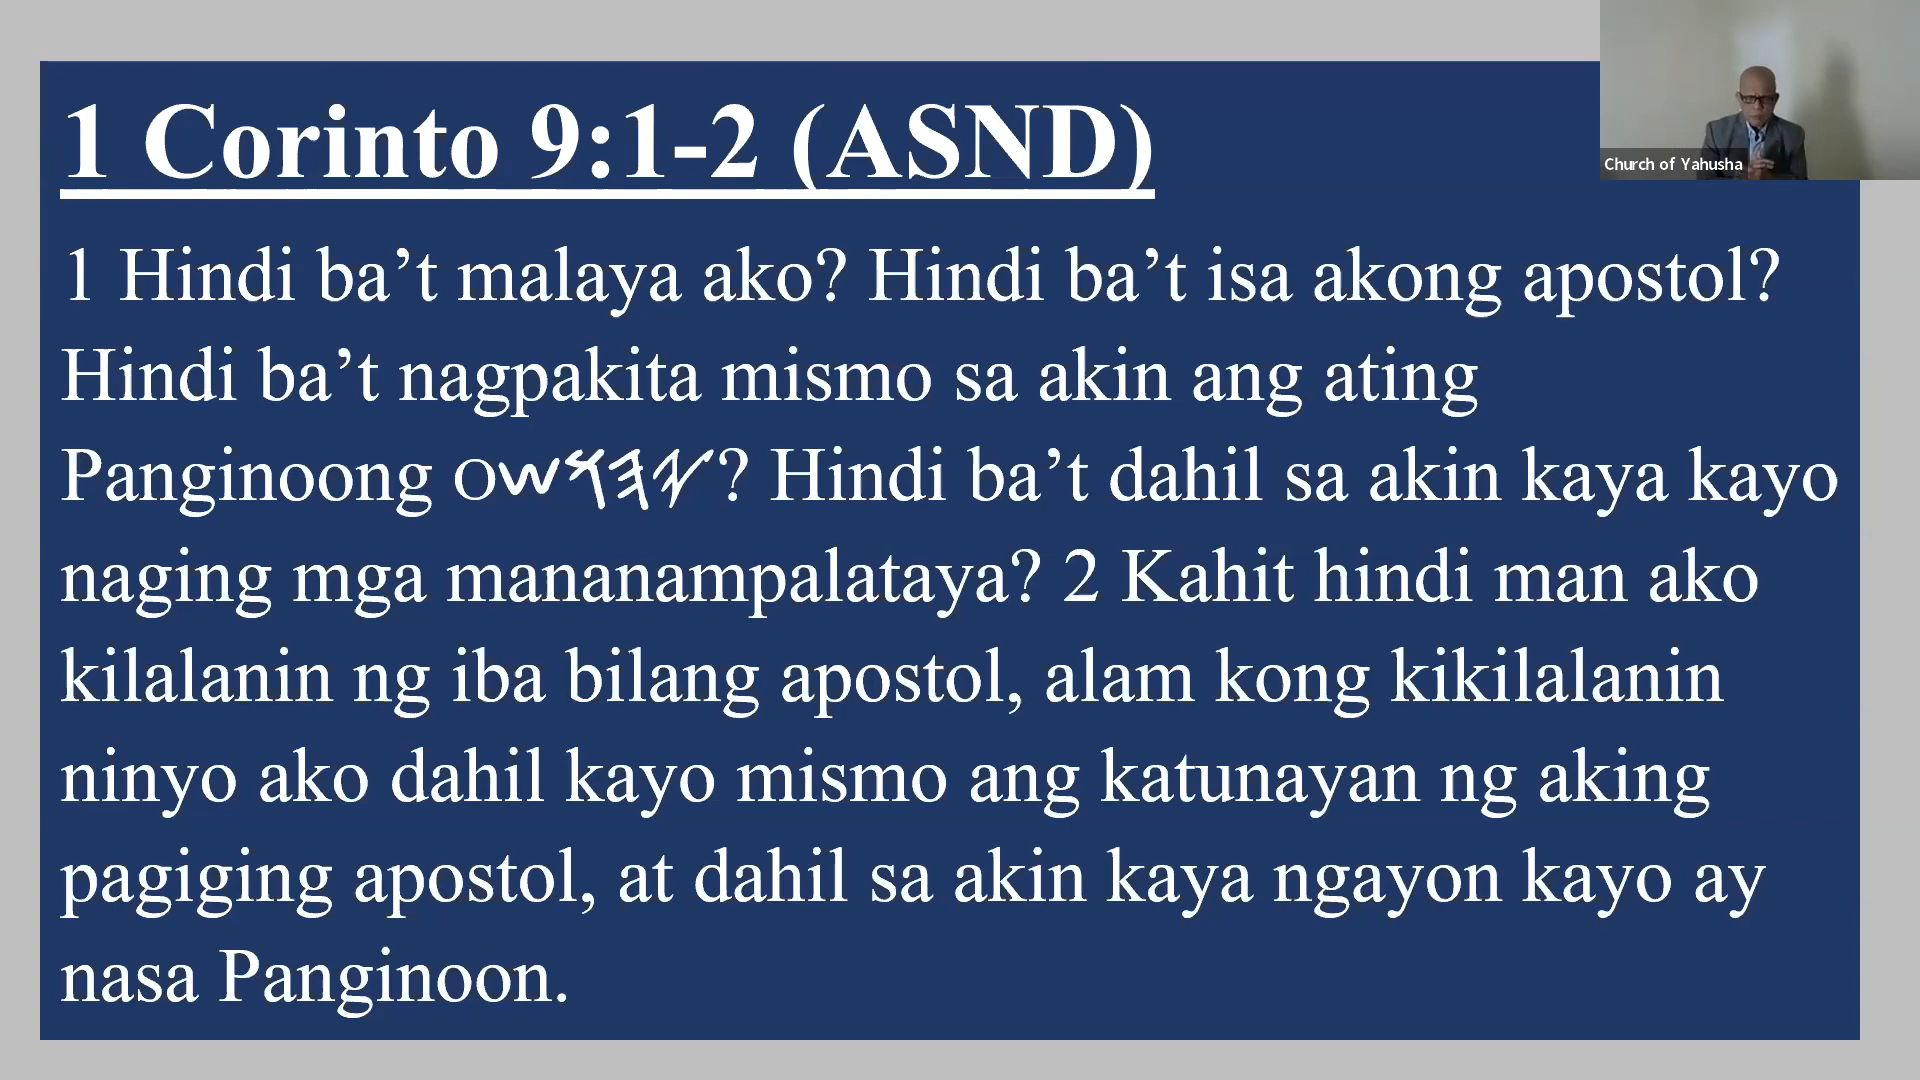 1 Corinto 9:1-2 (ASND)
Church of Yahusha
1 Hindi ba’t malaya ako? Hindi ba’t isa akong apostol?
Hindi ba’t nagpakita mismo sa akin ang ating
Panginoong 𐤉𐤄𐤅𐤔𐤏? Hindi ba’t dahil sa akin kaya kayo
naging mga mananampalataya? 2 Kahit hindi man ako
kilalanin ng iba bilang apostol, alam kong kikilalanin
ninyo ako dahil kayo mismo ang katunayan ng aking
pagiging apostol, at dahil sa akin kaya ngayon kayo ay
nasa Panginoon.